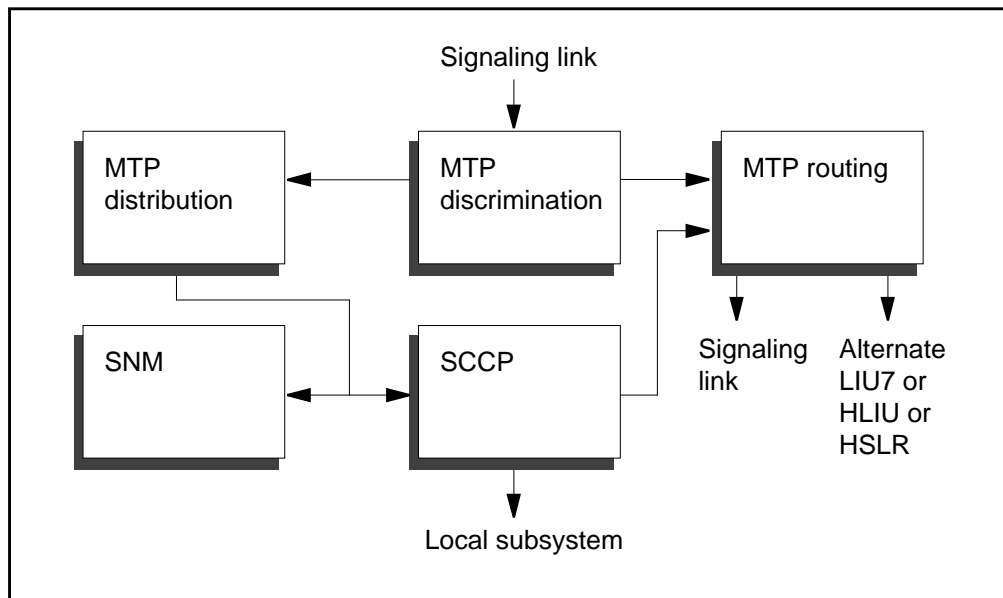 Signaling link
MTP
distribution
MTP
discrimination
MTP routing
SNM
SCCP
Signaling
link
Alternate
LIU7 or
HLIU or
HSLR
Local subsystem